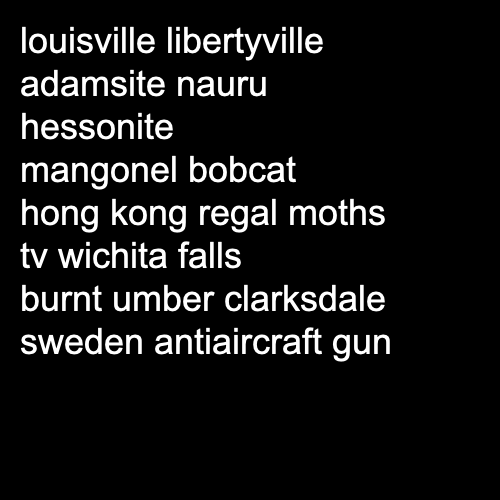 louisville libertyville
adamsite nauru
hessonite
mangonel bobcat
hong kong regal moths
tv wichita falls
burnt umber clarksdale
sweden antiaircraft gun